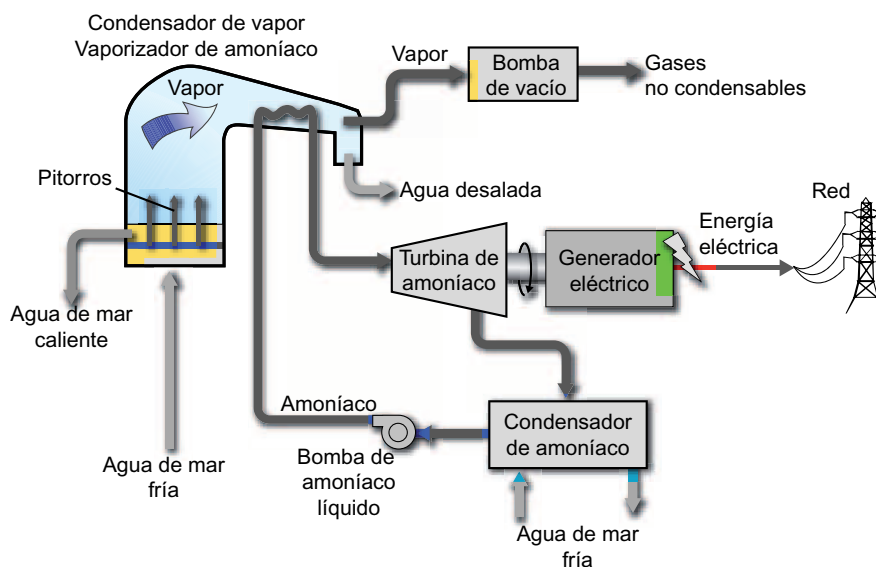 Condensador de vapor
Vaporizador de amoníaco
Vapor
Vapor
Bomba
de vacío
Gases
no condensables
Pitorros
Agua desalada
Red
Energía
eléctrica
Turbina de
amoníaco
Generador
eléctrico
Agua de mar
caliente
Amoníaco
Condensador
de amoníaco
Agua de mar
fría
Bomba de
amoníaco
líquido
Agua de mar
fría